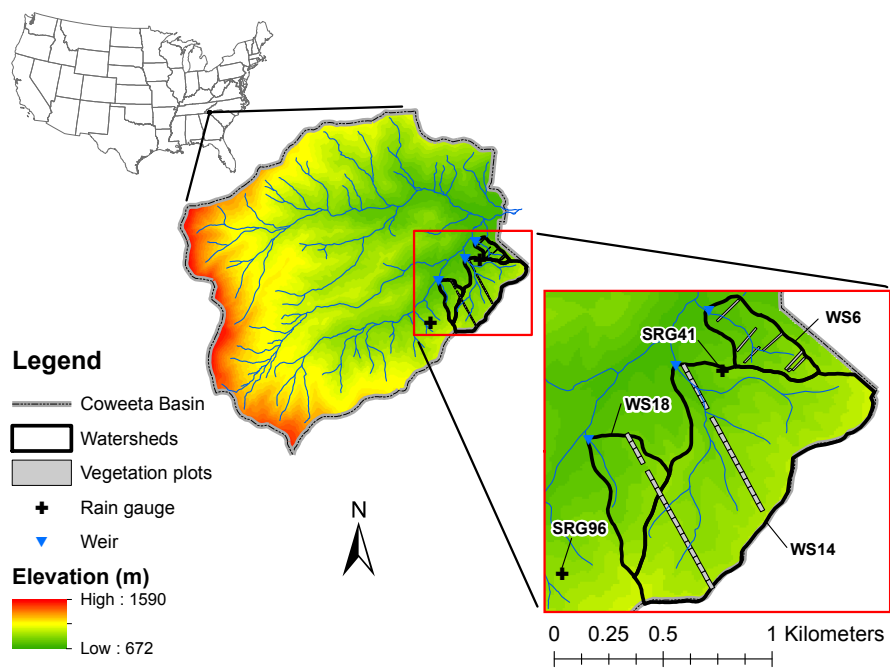 SRG41
WS6
WS18
SRG96
WS14
Legend
Coweeta Basin
Watersheds
Vegetation plots
Rain gauge
Weir
Elevation (m)
High : 1590
Low : 672
N
0 0.25 0.5 1 Kilometers